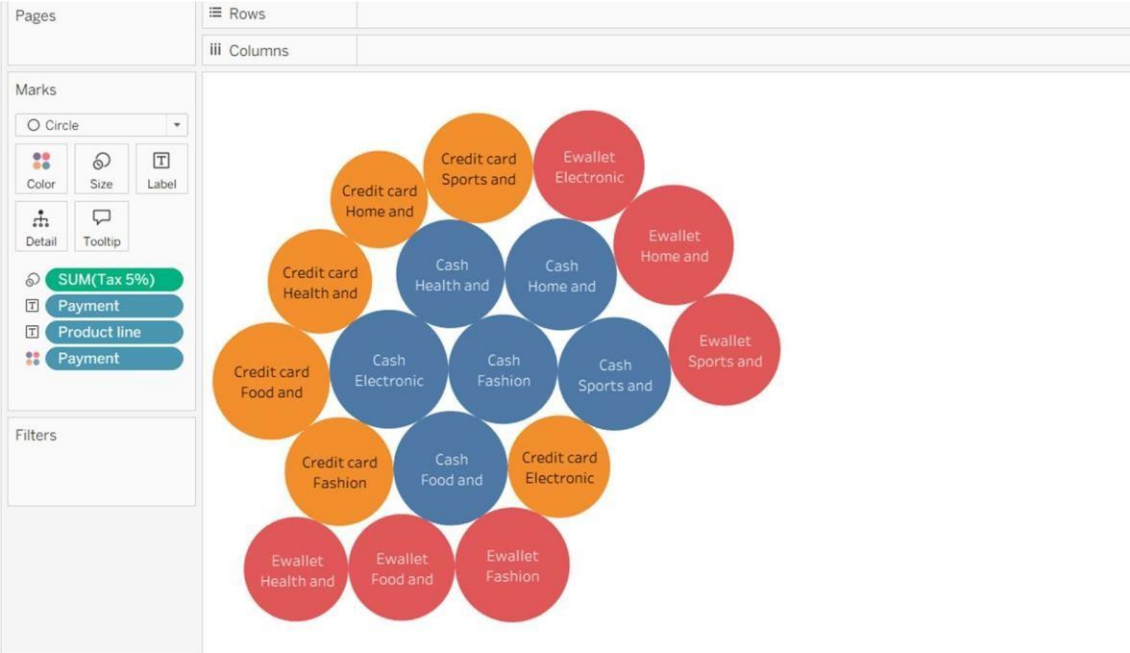 Pages
Rows
Columns
Marks
Circle
Color
Size
Label
Detail
Tooltip
SUM(Tax 5%)
Payment
Product line
Payment
Filters
Credit card
Sports and
Ewallet
Electronic
Credit card
Home and
Ewallet
Home and
Credit card
Health and
Cash
Health and
Cash
Home and
Ewallet
Sports and
Credit card
Food and
Cash
Electronic
Cash
Fashion
Cash
Sports and
Credit card
Fashion
Cash
Food and
Credit card
Electronic
Ewallet
Health and
Ewallet
Food and
Ewallet
Fashion